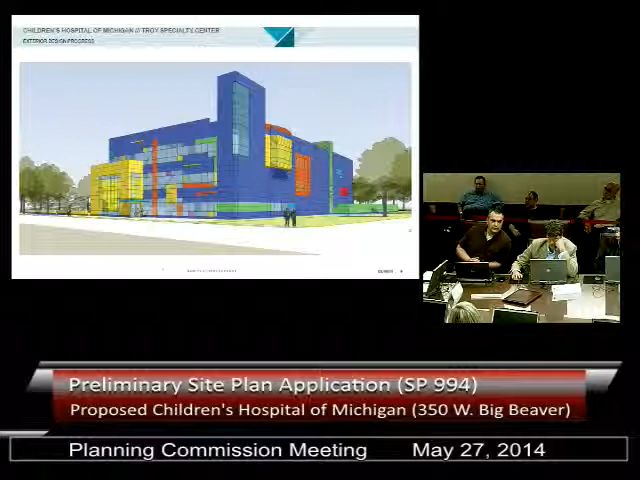 CHILDREN'S HOSPITAL OF MICHIGAN // TROY SPECIALTY CENTER
EXTERIOR DESIGN PROGRESS
Preliminary Site Plan Application (SP 994)
Proposed Children's Hospital of Michigan (350 W. Big Beaver)
Planning Commission Meeting May 27, 2014